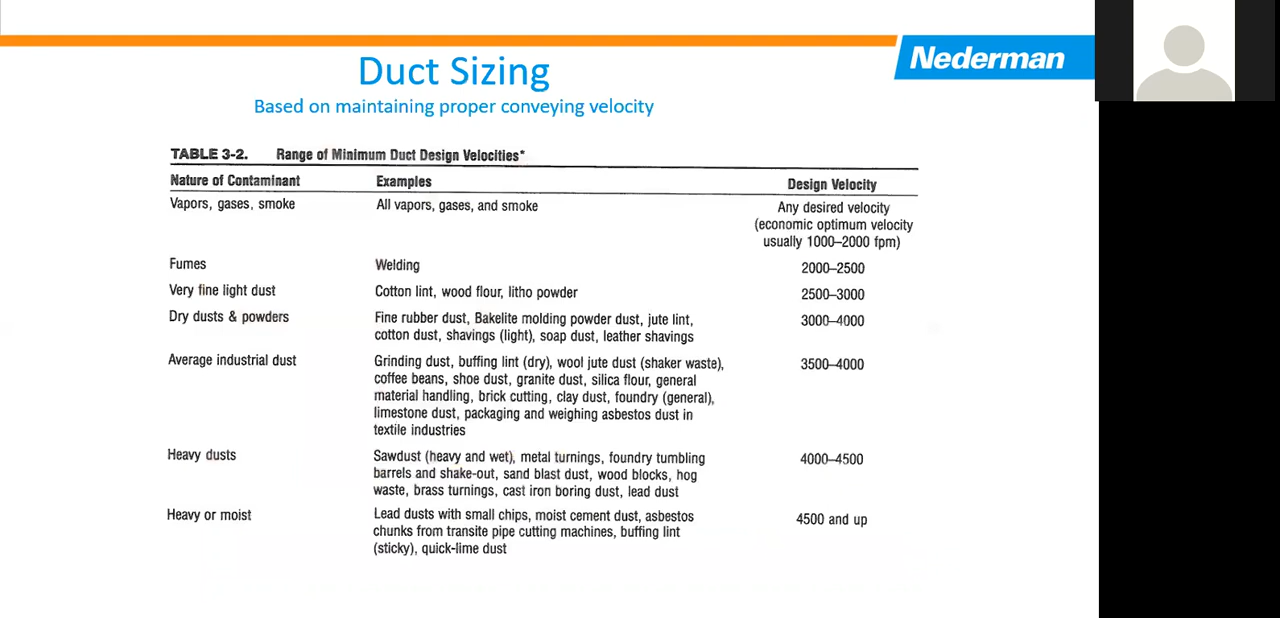 Nederman
Duct Sizing
Based on maintaining proper conveying velocity
TABLE 3-2. Range of Minimum Duct Design Velocities*
Nature of Contaminant Examples Design Velocity
Vapors, gases, smoke All vapors, gases, and smoke Any desired velocity
(economic optimum velocity
usually 1000–2000 fpm)
Fumes Welding 2000–2500
Very fine light dust Cotton lint, wood flour, litho powder 2500–3000
Dry dusts & powders Fine rubber dust, Bakelite molding powder dust, jute lint, 3000–4000
cotton dust, shavings (light), soap dust, leather shavings
Average industrial dust Grinding dust, buffing lint (dry), wool jute dust (shaker waste), 3500–4000
coffee beans, shoe dust, granite dust, silica flour, general
material handling, brick cutting, clay dust, foundry (general),
limestone dust, packaging and weighing asbestos dust in
textile industries
Heavy dusts Sawdust (heavy and wet), metal turnings, foundry tumbling 4000–4500
barrels and shake-out, sand blast dust, wood blocks, hog
waste, brass turnings, cast iron boring dust, lead dust
Heavy or moist Lead dusts with small chips, moist cement dust, asbestos 4500 and up
chunks from transite pipe cutting machines, buffing lint
(sticky), quick-lime dust